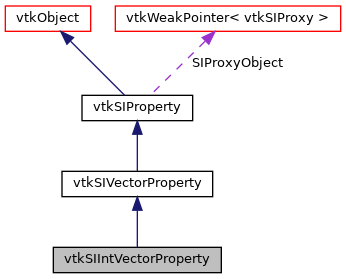 vtkObject
vtkWeakPointer< vtkSIProxy >
SIProxyObject
vtkSIProperty
vtkSIVectorProperty
vtkSIIntVectorProperty